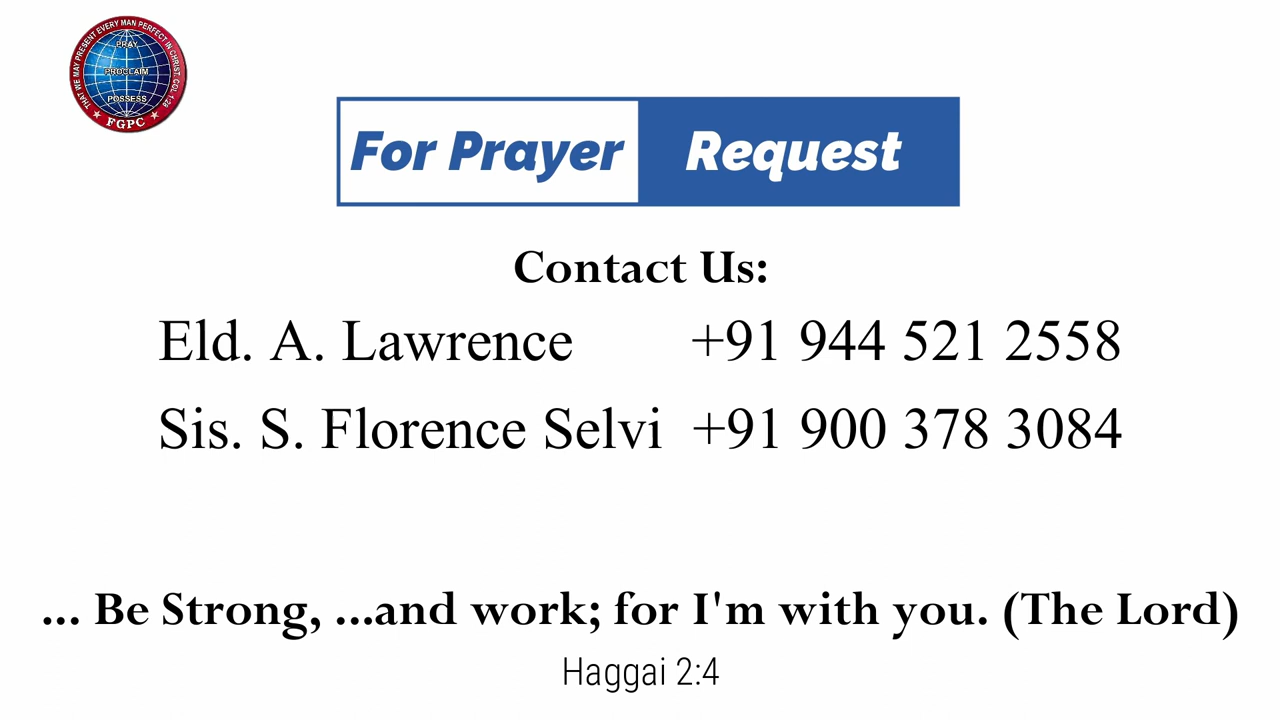 THAT WE MAY PRESENT EVERY MAN PERFECT IN CHRIST. COL 1:28
PRAY
PROCLAIM
POSSESS
★ FGPC ★
For Prayer Request
Contact Us:
Eld. A. Lawrence +91 944 521 2558
Sis. S. Florence Selvi +91 900 378 3084
... Be Strong, ...and work; for I'm with you. (The Lord)
Haggai 2:4